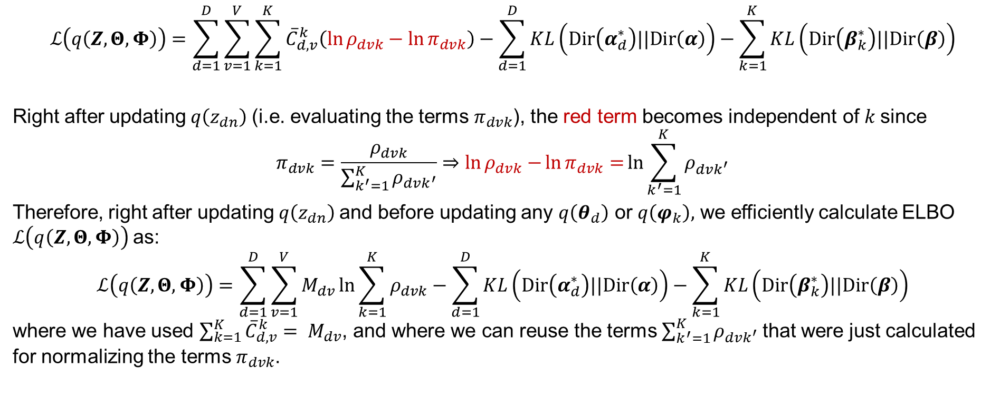 $\mathcal{L}(q(\boldsymbol{Z}, \boldsymbol{\Theta}, \boldsymbol{\Phi})) = \sum_{d=1}^{D} \sum_{v=1}^{V} \sum_{k=1}^{K} \bar{C}_{d,v}^{k} (\ln \rho_{dvk} - \ln \pi_{dvk}) - \sum_{d=1}^{D} KL\left(\mathrm{Dir}(\boldsymbol{\alpha}_d^*) || \mathrm{Dir}(\boldsymbol{\alpha})\right) - \sum_{k=1}^{K} KL\left(\mathrm{Dir}(\boldsymbol{\beta}_k^*) || \mathrm{Dir}(\boldsymbol{\beta})\right)$
Right after updating $q(z_{dn})$ (i.e. evaluating the terms $\pi_{dvk}$), the red term becomes independent of $k$ since
$\pi_{dvk} = \frac{\rho_{dvk}}{\sum_{k'=1}^{K} \rho_{dvk'}} \Rightarrow \ln \rho_{dvk} - \ln \pi_{dvk} = \ln \sum_{k'=1}^{K} \rho_{dvk'}$
Therefore, right after updating $q(z_{dn})$ and before updating any $q(\boldsymbol{\theta}_d)$ or $q(\boldsymbol{\varphi}_k)$, we efficiently calculate ELBO
$\mathcal{L}(q(\boldsymbol{Z}, \boldsymbol{\Theta}, \boldsymbol{\Phi}))$ as:
$\mathcal{L}(q(\boldsymbol{Z}, \boldsymbol{\Theta}, \boldsymbol{\Phi})) = \sum_{d=1}^{D} \sum_{v=1}^{V} M_{dv} \ln \sum_{k=1}^{K} \rho_{dvk} - \sum_{d=1}^{D} KL\left(\mathrm{Dir}(\boldsymbol{\alpha}_d^*) || \mathrm{Dir}(\boldsymbol{\alpha})\right) - \sum_{k=1}^{K} KL\left(\mathrm{Dir}(\boldsymbol{\beta}_k^*) || \mathrm{Dir}(\boldsymbol{\beta})\right)$
where we have used $\sum_{k=1}^{K} \bar{C}_{d,v}^{k} = M_{dv}$, and where we can reuse the terms $\sum_{k'=1}^{K} \rho_{dvk'}$ that were just calculated
for normalizing the terms $\pi_{dvk}$.